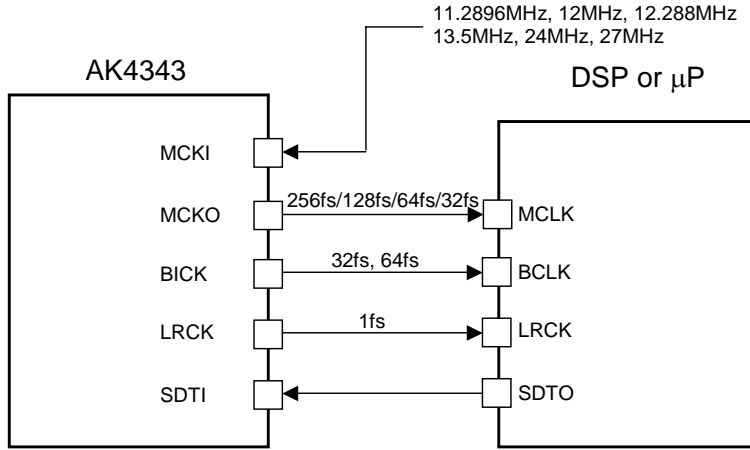 11.2896MHz, 12MHz, 12.288MHz
13.5MHz, 24MHz, 27MHz
AK4343
DSP or μP
MCKI
MCKO
256fs/128fs/64fs/32fs
MCLK
BICK
32fs, 64fs
BCLK
LRCK
1fs
LRCK
SDTI
SDTO